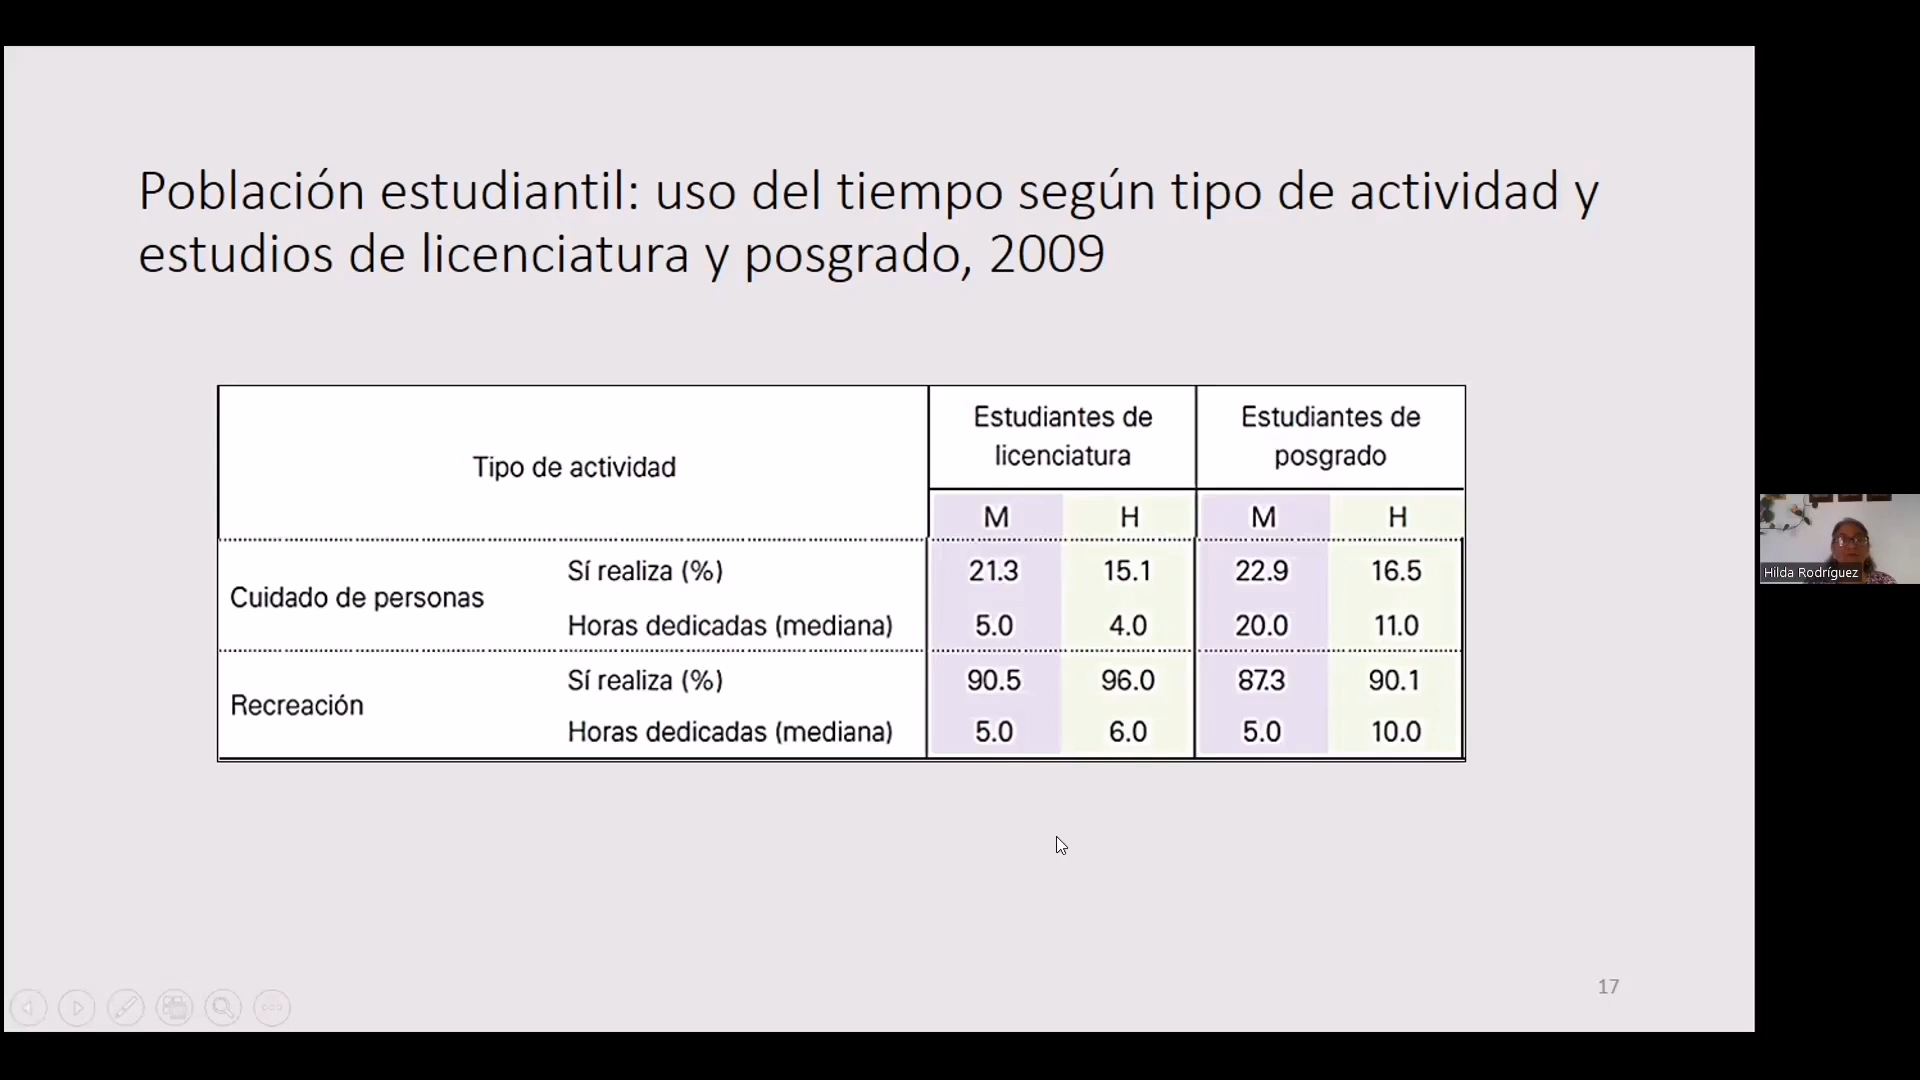 Población estudiantil: uso del tiempo según tipo de actividad y
estudios de licenciatura y posgrado, 2009
Tipo de actividad
Estudiantes de
licenciatura
Estudiantes de
posgrado
M H M H
Cuidado de personas
Sí realiza (%) 21.3 15.1 22.9 16.5
Horas dedicadas (mediana) 5.0 4.0 20.0 11.0
Recreación
Sí realiza (%) 90.5 96.0 87.3 90.1
Horas dedicadas (mediana) 5.0 6.0 5.0 10.0
Hilda Rodríguez
17